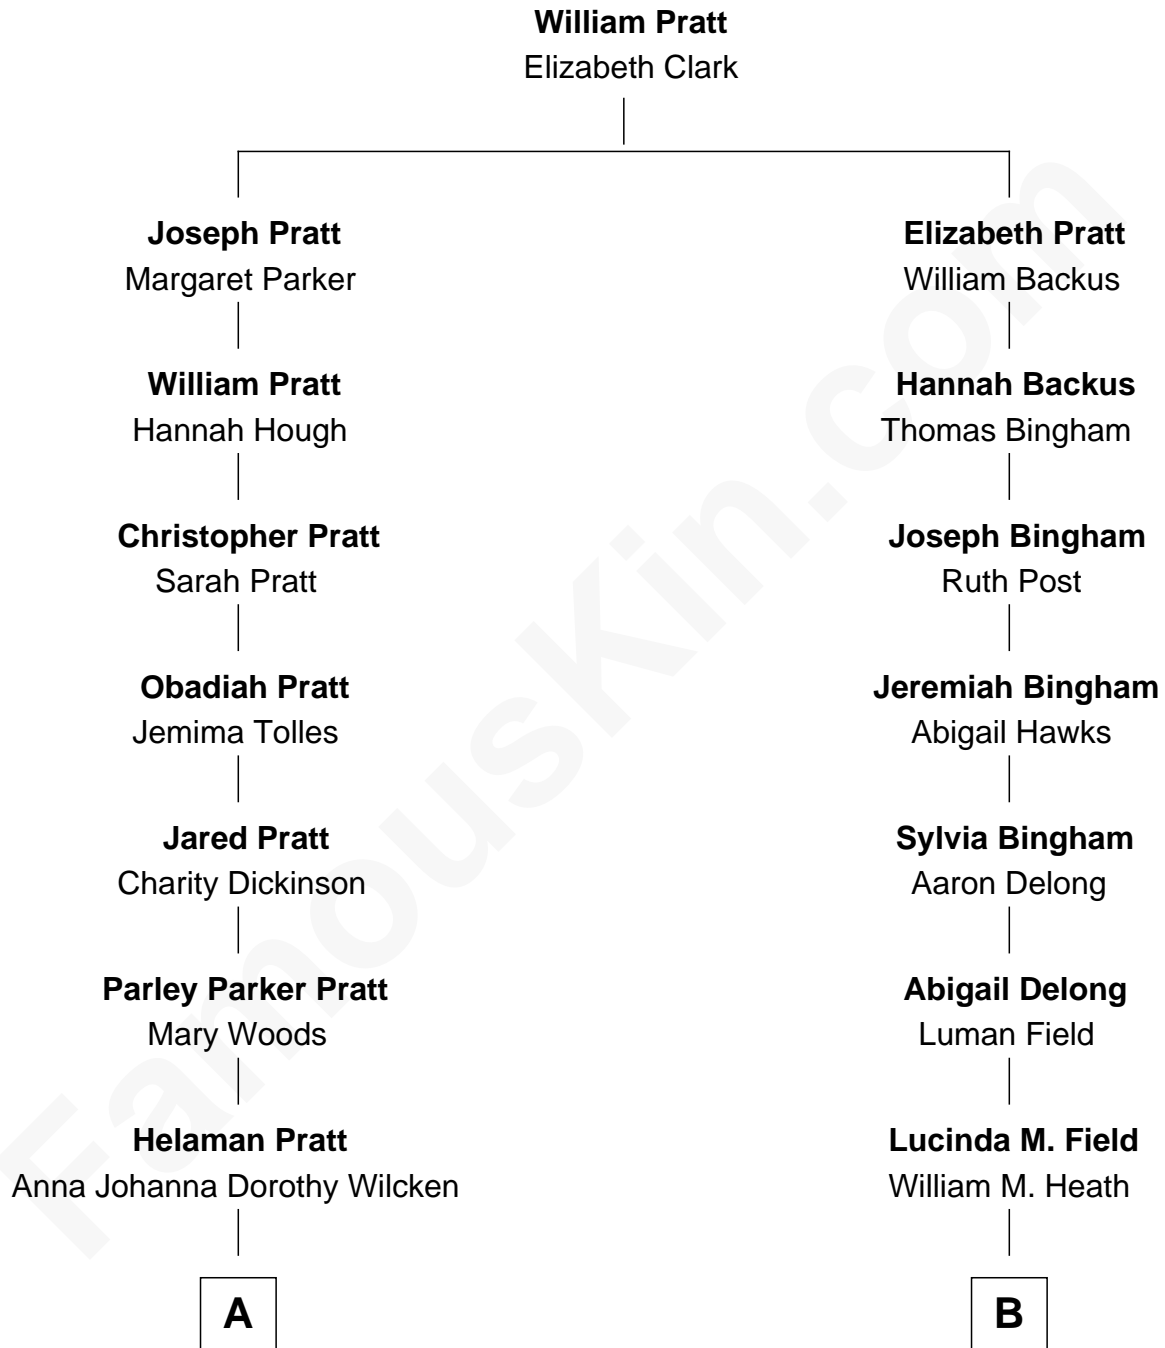 William Pratt
Elizabeth Clark
Joseph Pratt
Margaret Parker
Elizabeth Pratt
William Backus
William Pratt
Hannah Hough
Hannah Backus
Thomas Bingham
Christopher Pratt
Sarah Pratt
Joseph Bingham
Ruth Post
Obadiah Pratt
Jemima Tolles
Jeremiah Bingham
Abigail Hawks
Jared Pratt
Charity Dickinson
Sylvia Bingham
Aaron Delong
Parley Parker Pratt
Mary Woods
Abigail Delong
Luman Field
Helaman Pratt
Anna Johanna Dorothy Wilcken
Lucinda M. Field
William M. Heath
A
B
FamousKin.com